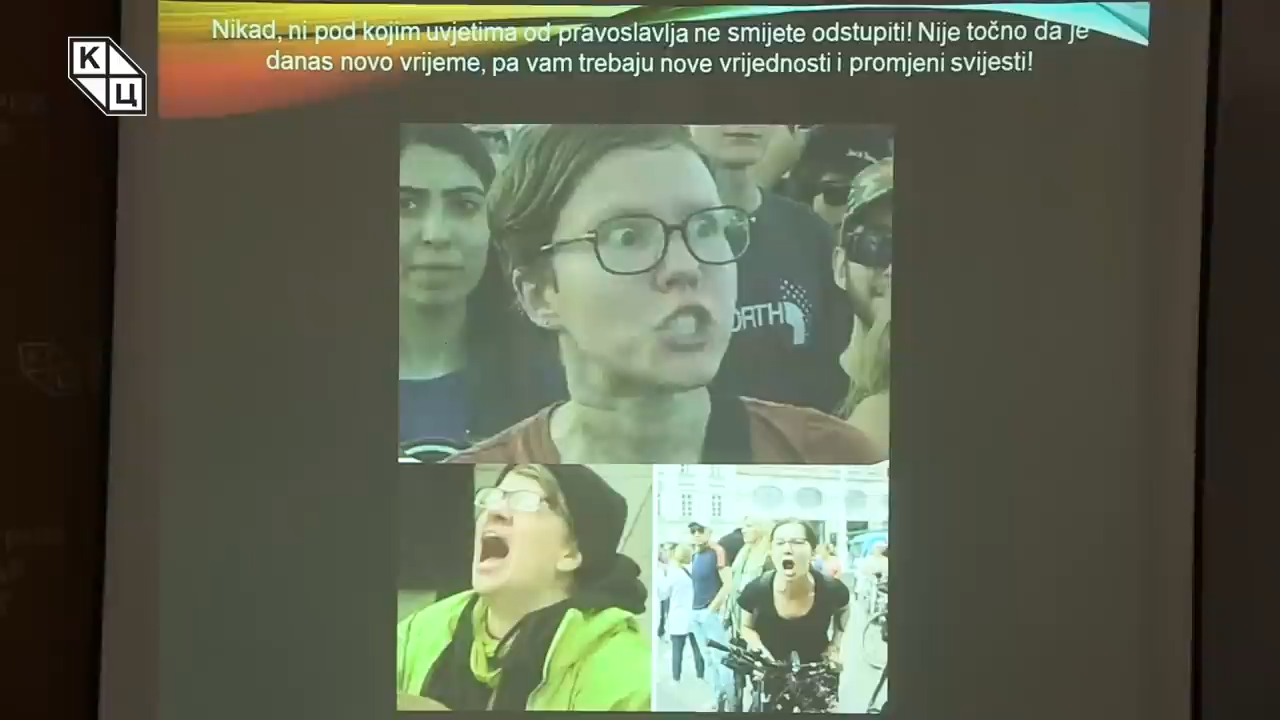 Nikad, ni pod kojim uvjetima od pravoslavlja ne smijete odstupiti! Nije točno da je
danas novo vrijeme, pa vam trebaju nove vrijednosti i promjeni svijesti!
К
Ц
ORTH